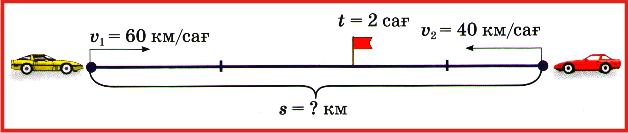 t = 2 сағ
v₁ = 60 км/сағ
v₂ = 40 км/сағ
s = ? км